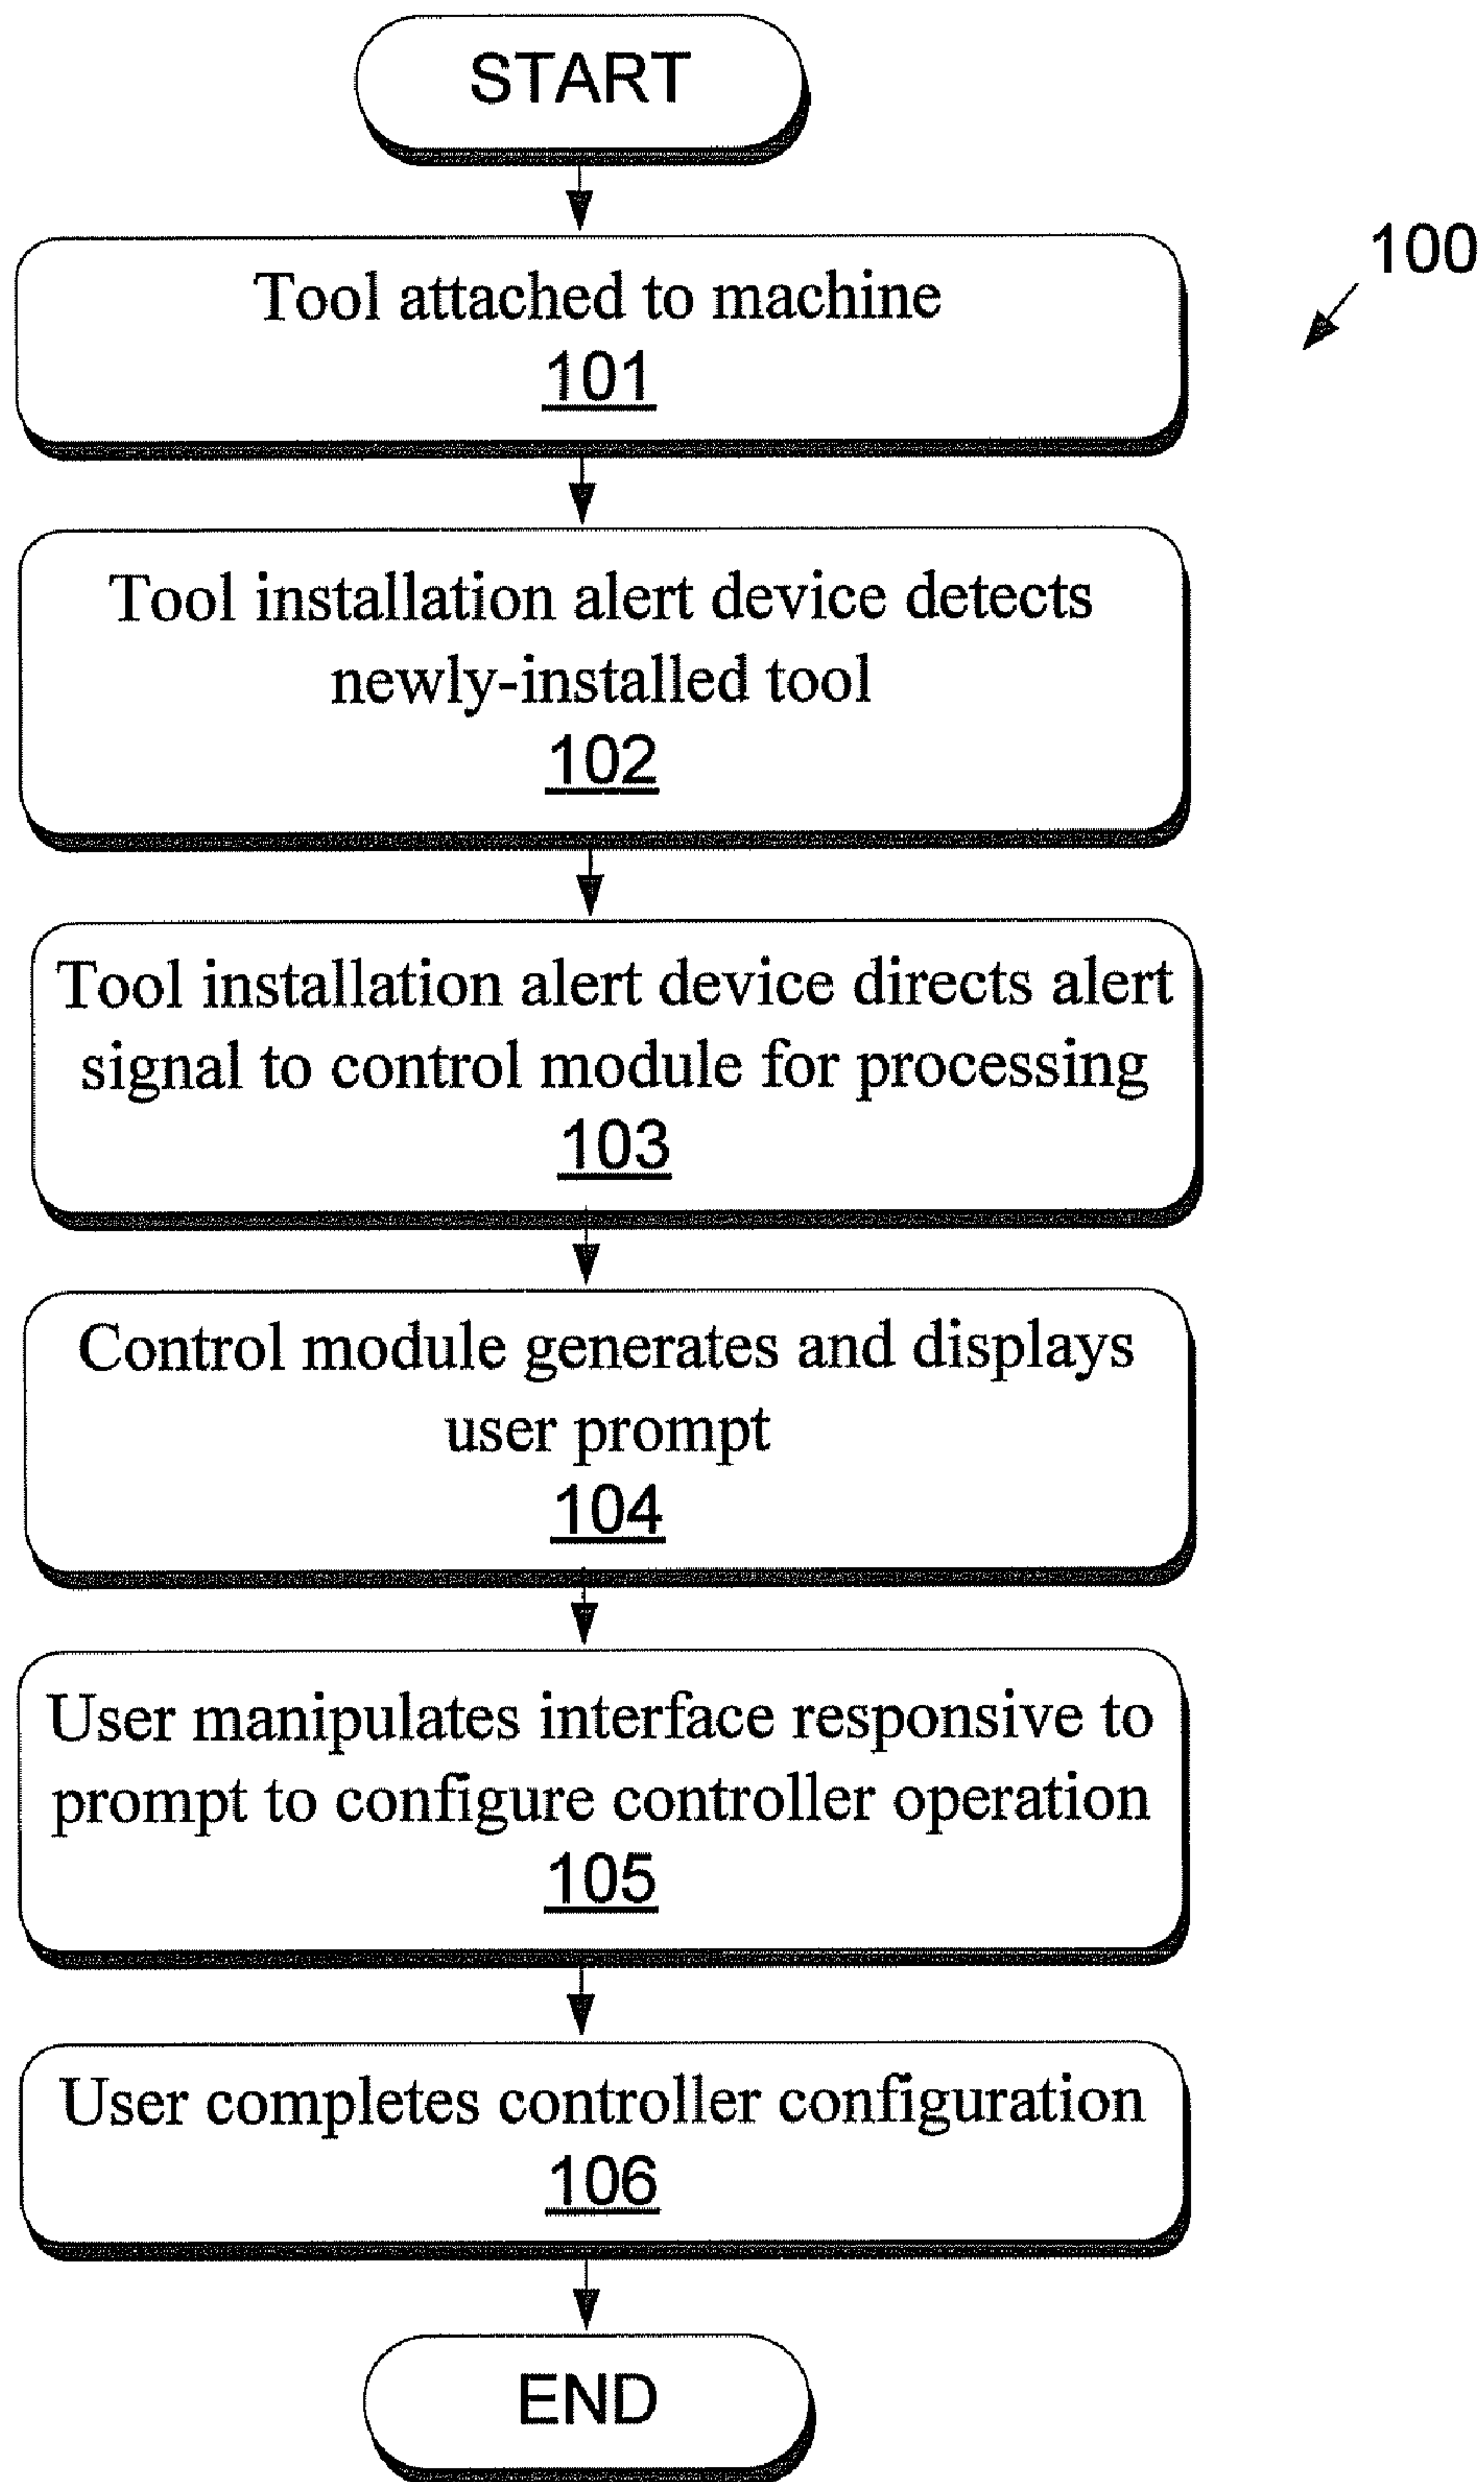 START
100
Tool attached to machine
101
Tool installation alert device detects
newly-installed tool
102
Tool installation alert device directs alert
signal to control module for processing
103
Control module generates and displays
user prompt
104
User manipulates interface responsive to
prompt to configure controller operation
105
User completes controller configuration
106
END